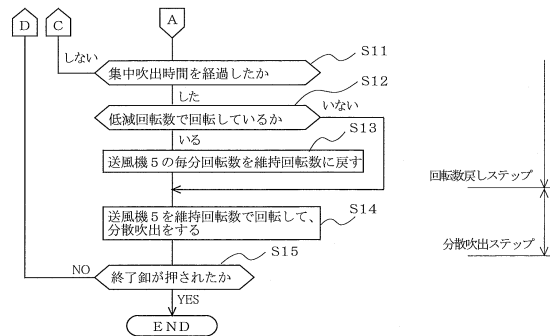 D
C
A
しない
集中吹出時間を経過したか
S11
した
S12
低減回転数で回転しているか
いない
いる
S13
送風機5の毎分回転数を維持回転数に戻す
回転数戻しステップ
送風機5を維持回転数で回転して、
分散吹出をする
S14
分散吹出ステップ
S15
NO
終了釦が押されたか
YES
END